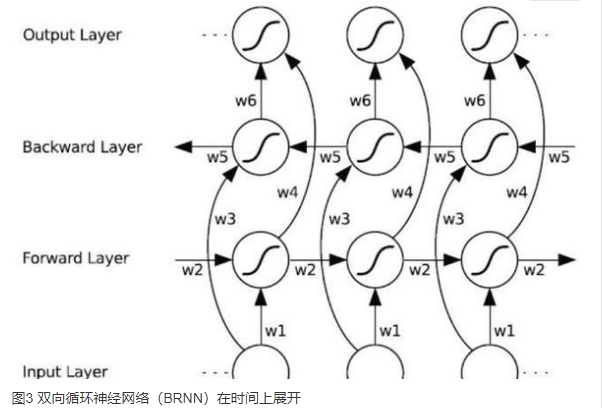 Output Layer
w6 w6 w6
Backward Layer
w5 w5 w5 w5
w4 w4 w4
w3 w3 w3
Forward Layer
w2 w2 w2 w2
w1 w1 w1
Input Layer
图3 双向循环神经网络（BRNN）在时间上展开